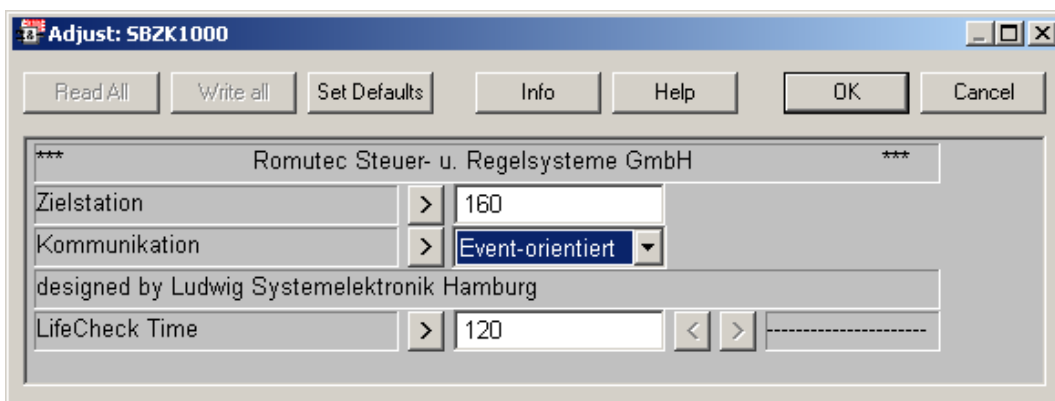 Adjust: SBZK1000
Read All Write all Set Defaults Info Help OK Cancel
*** Romutec Steuer- u. Regelsysteme GmbH ***
Zielstation > 160
Kommunikation > Event-orientiert
designed by Ludwig Systemelektronik Hamburg
LifeCheck Time > 120 < > ----------------------